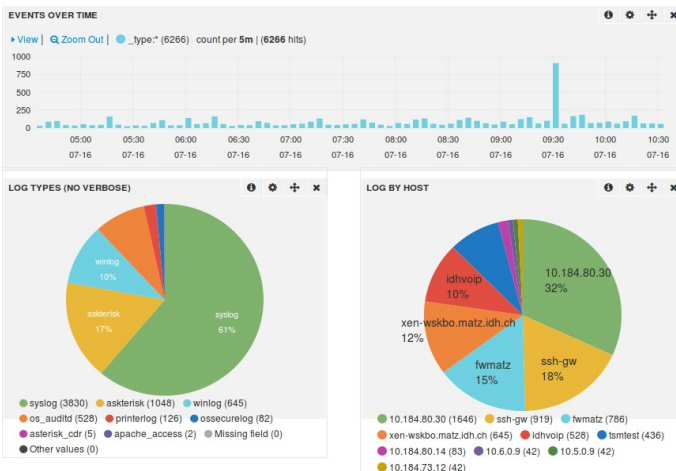 EVENTS OVER TIME
View | Zoom Out | _type:* (6266) count per 5m | (6266 hits)
1000
750
500
250
0
05:00 05:30 06:00 06:30 07:00 07:30 08:00 08:30 09:00 09:30 10:00 10:30
07-16 07-16 07-16 07-16 07-16 07-16 07-16 07-16 07-16 07-16 07-16 07-16
LOG TYPES (NO VERBOSE)
winlog
10%
askterisk
17%
syslog
61%
syslog (3830) askterisk (1048) winlog (645)
os_auditd (528) printerlog (126) ossecurelog (82)
asterisk_cdr (5) apache_access (2) Missing field (0)
Other values (0)
LOG BY HOST
10.184.80.30
32%
idhvoip
10%
xen-wskbo.matz.idh.ch
12%
fwmatz
15%
ssh-gw
18%
10.184.80.30 (1646) ssh-gw (919) fwmatz (786)
xen-wskbo.matz.idh.ch (645) idhvoip (528) tsmtest (436)
10.184.80.14 (83) 10.6.0.9 (42) 10.5.0.9 (42)
10.184.73.12 (42)